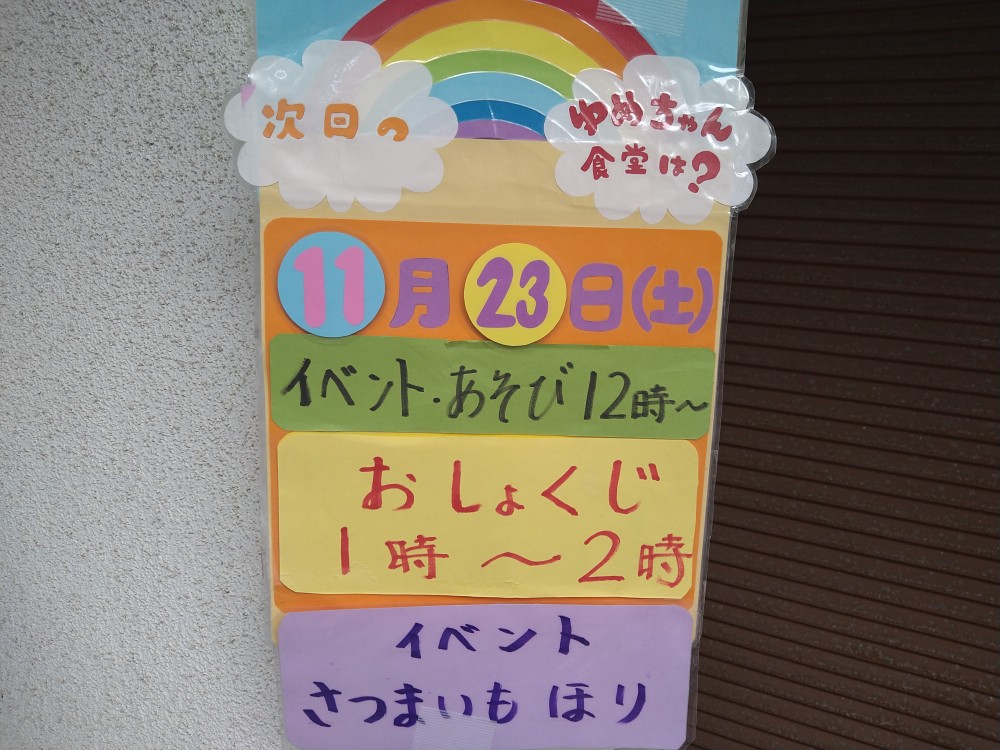 次回の
ゆめちゃん
食堂は?
11月23日(土)
イベント・あそび12時～
おしょくじ
1時～2時
イベント
さつまいもほり